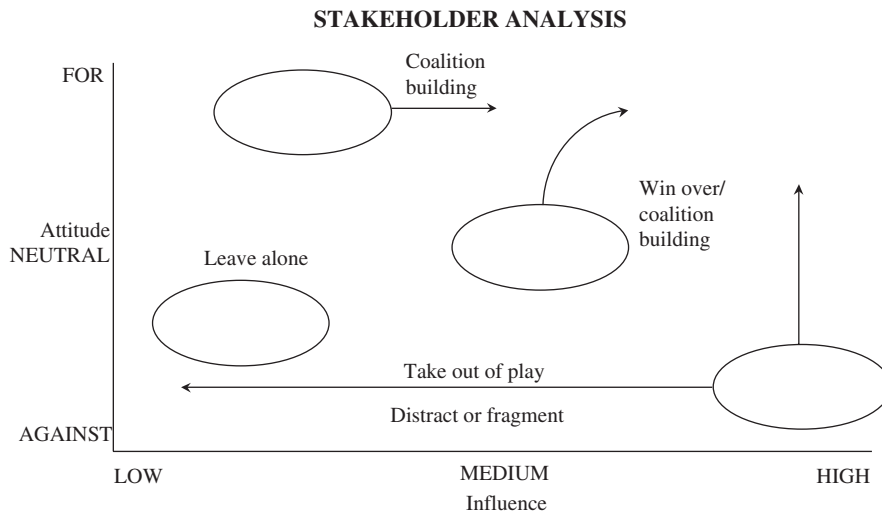 STAKEHOLDER ANALYSIS
FOR
Coalition
building
Win over/
coalition
building
Attitude
NEUTRAL
Leave alone
Take out of play
Distract or fragment
AGAINST
LOW
MEDIUM
HIGH
Influence